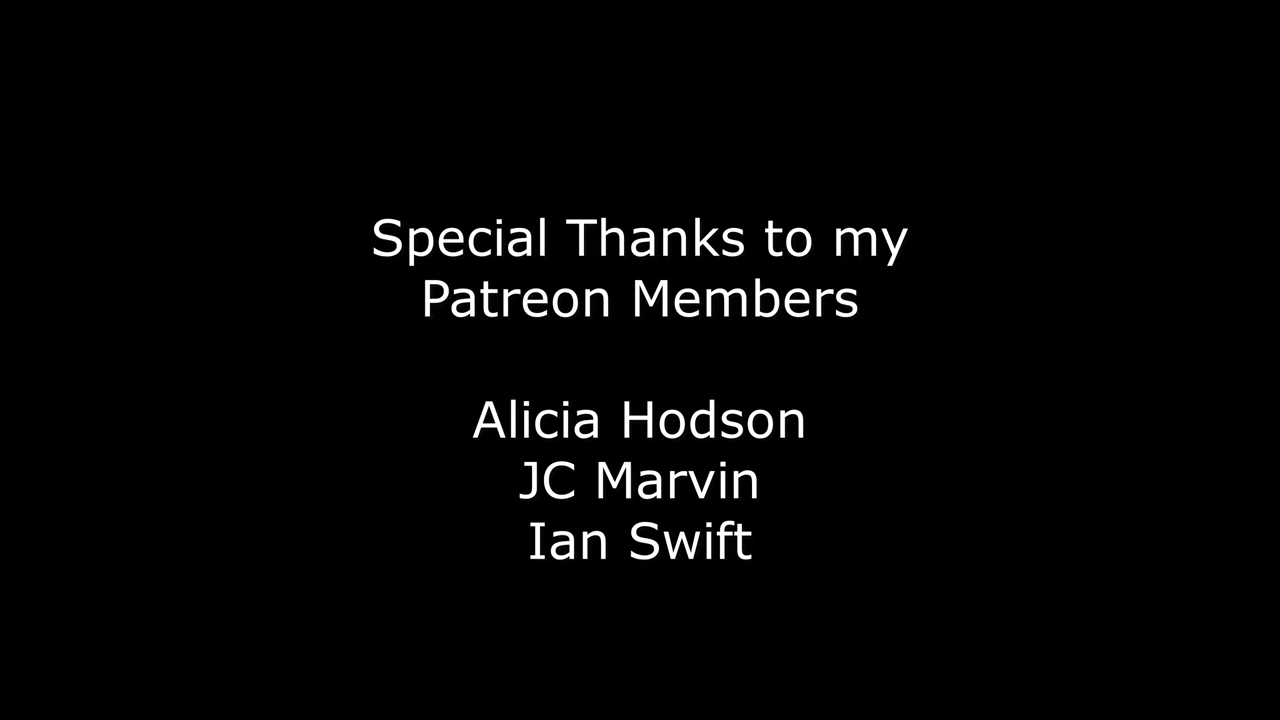 Special Thanks to my
Patreon Members
Alicia Hodson
JC Marvin
Ian Swift